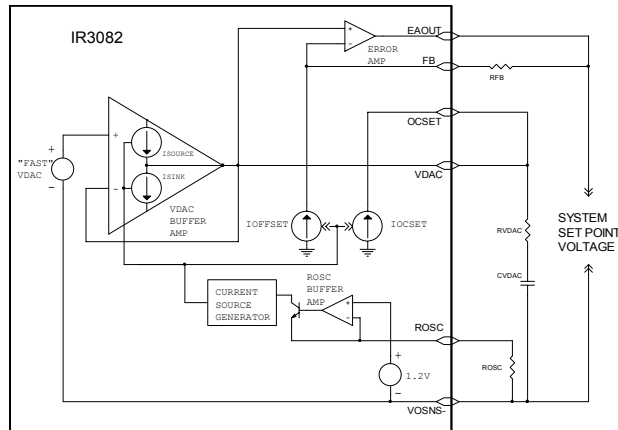 IR3082
EAOUT
ERROR
AMP
FB
RFB
OCSET
ISOURCE
"FAST"
VDAC
VDAC
ISINK
VDAC
BUFFER
AMP
IOFFSET
IOCSET
RVDAC
SYSTEM
SET POINT
VOLTAGE
CVDAC
CURRENT
SOURCE
GENERATOR
ROSC
BUFFER
AMP
ROSC
1.2V
ROSC
VOSNS-